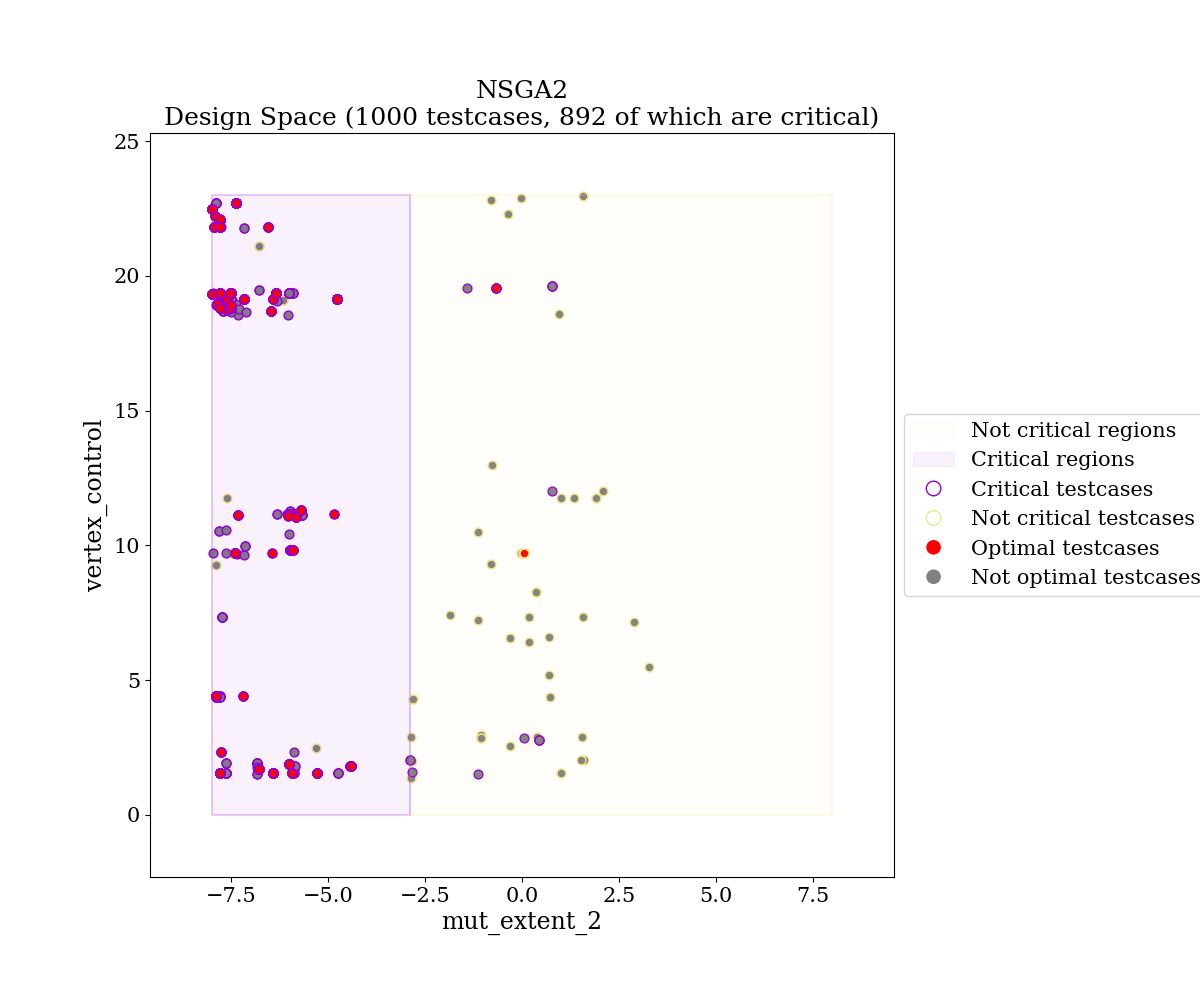 NSGA2
Design Space (1000 testcases, 892 of which are critical)
25
20
15
10
5
0
vertex_control
−7.5
−5.0
−2.5
0.0
2.5
5.0
7.5
mut_extent_2
Not critical regions
Critical regions
Critical testcases
Not critical testcases
Optimal testcases
Not optimal testcases